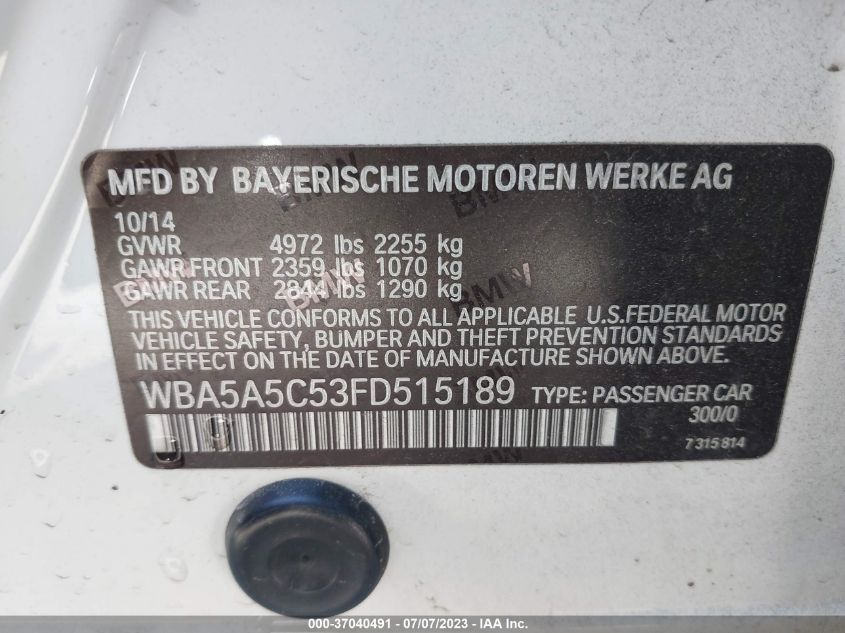 MFD BY BAYERISCHE MOTOREN WERKE AG
10/14
GVWR 4972 lbs 2255 kg
GAWR FRONT 2359 lbs 1070 kg
GAWR REAR 2844 lbs 1290 kg
THIS VEHICLE CONFORMS TO ALL APPLICABLE U.S.FEDERAL MOTOR
VEHICLE SAFETY, BUMPER AND THEFT PREVENTION STANDARDS
IN EFFECT ON THE DATE OF MANUFACTURE SHOWN ABOVE.
WBA5A5C53FD515189 TYPE: PASSENGER CAR
300/0
7 315 814
000-37040491 - 07/07/2023 - IAA Inc.